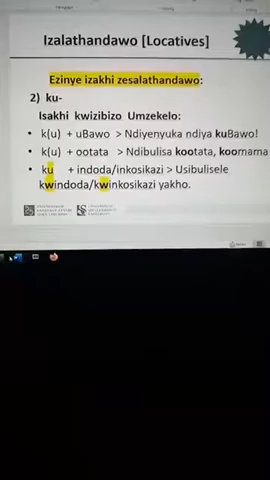 Izalathandawo [Locatives]
Ezinye izakhi zesalathandawo:
2) ku-
Isakhi kwizibizo Umzekelo:
• k(u) + uBawo > Ndiyenyuka ndiya kuBawo!
• k(u) + ootata > Ndibulisa kootata, koomama
• ku + indoda/inkosikazi > Usibulisele
kwindoda/kwinkosikazi yakho.